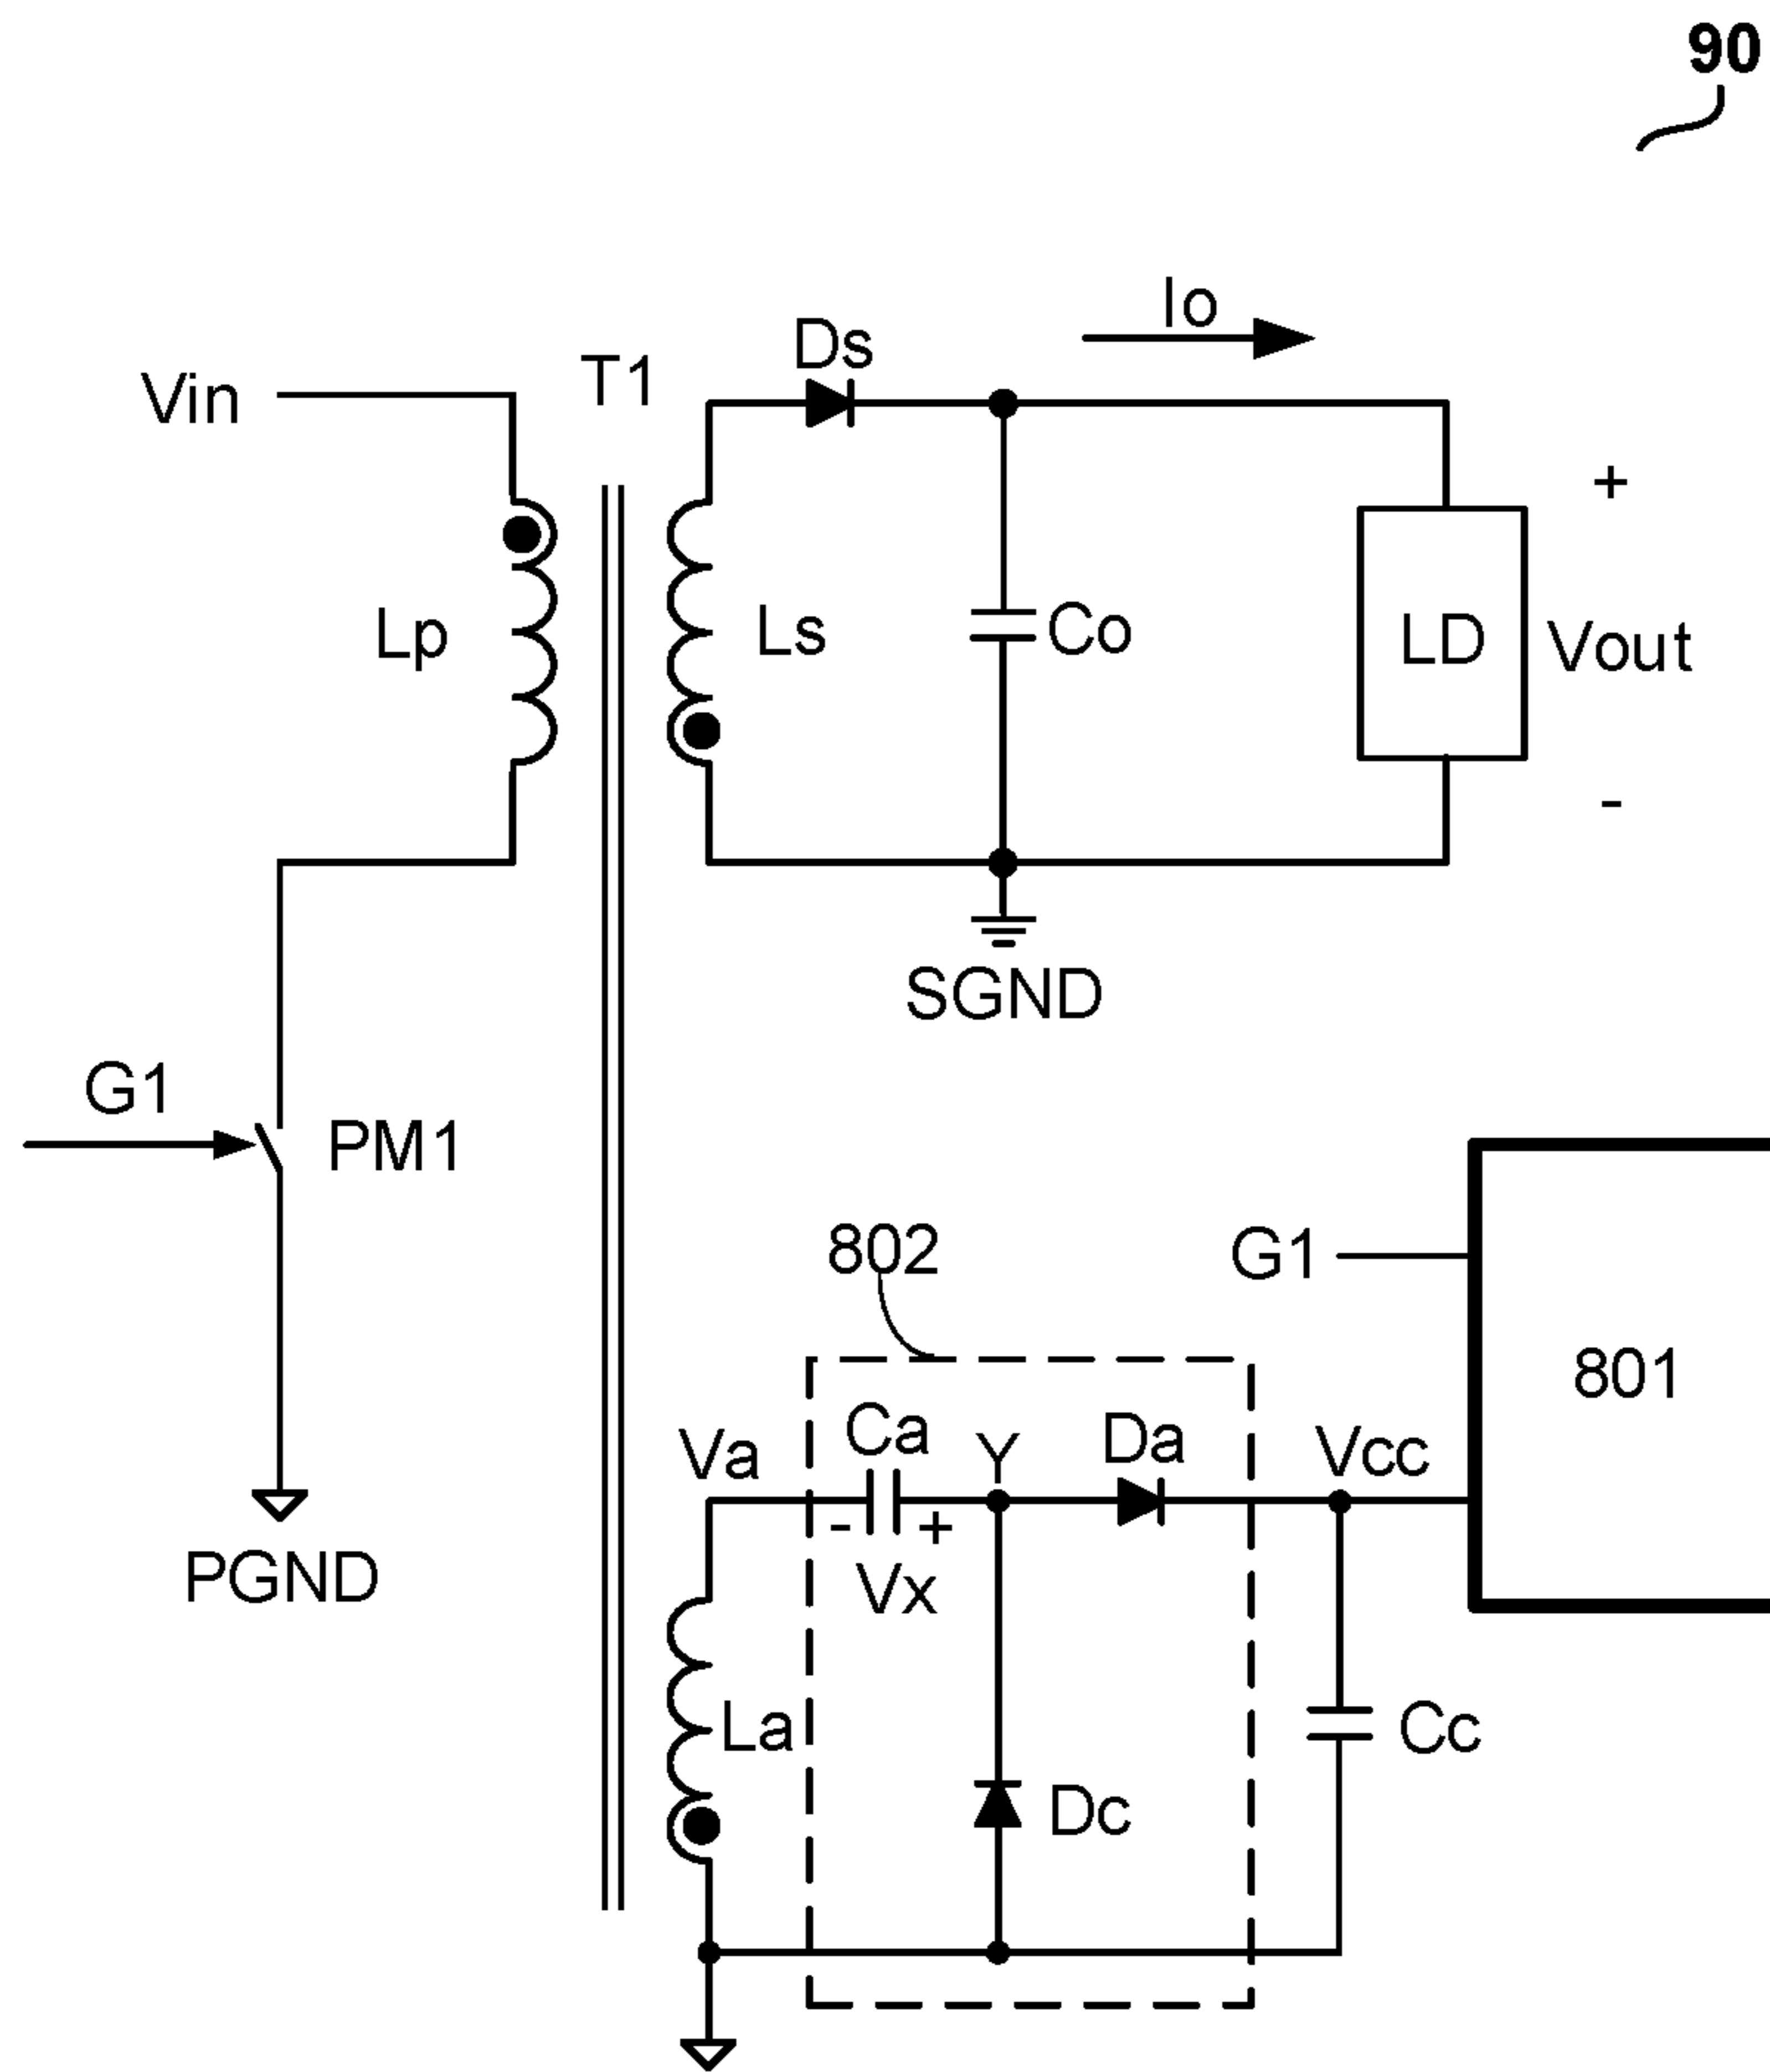 90
Io
Ds
T1
Vin
+
Lp
Ls
Co
LD
Vout
-
SGND
G1
PM1
802
G1
801
Va
Ca
Y
Da
Vcc
- +
Vx
PGND
La
Cc
Dc